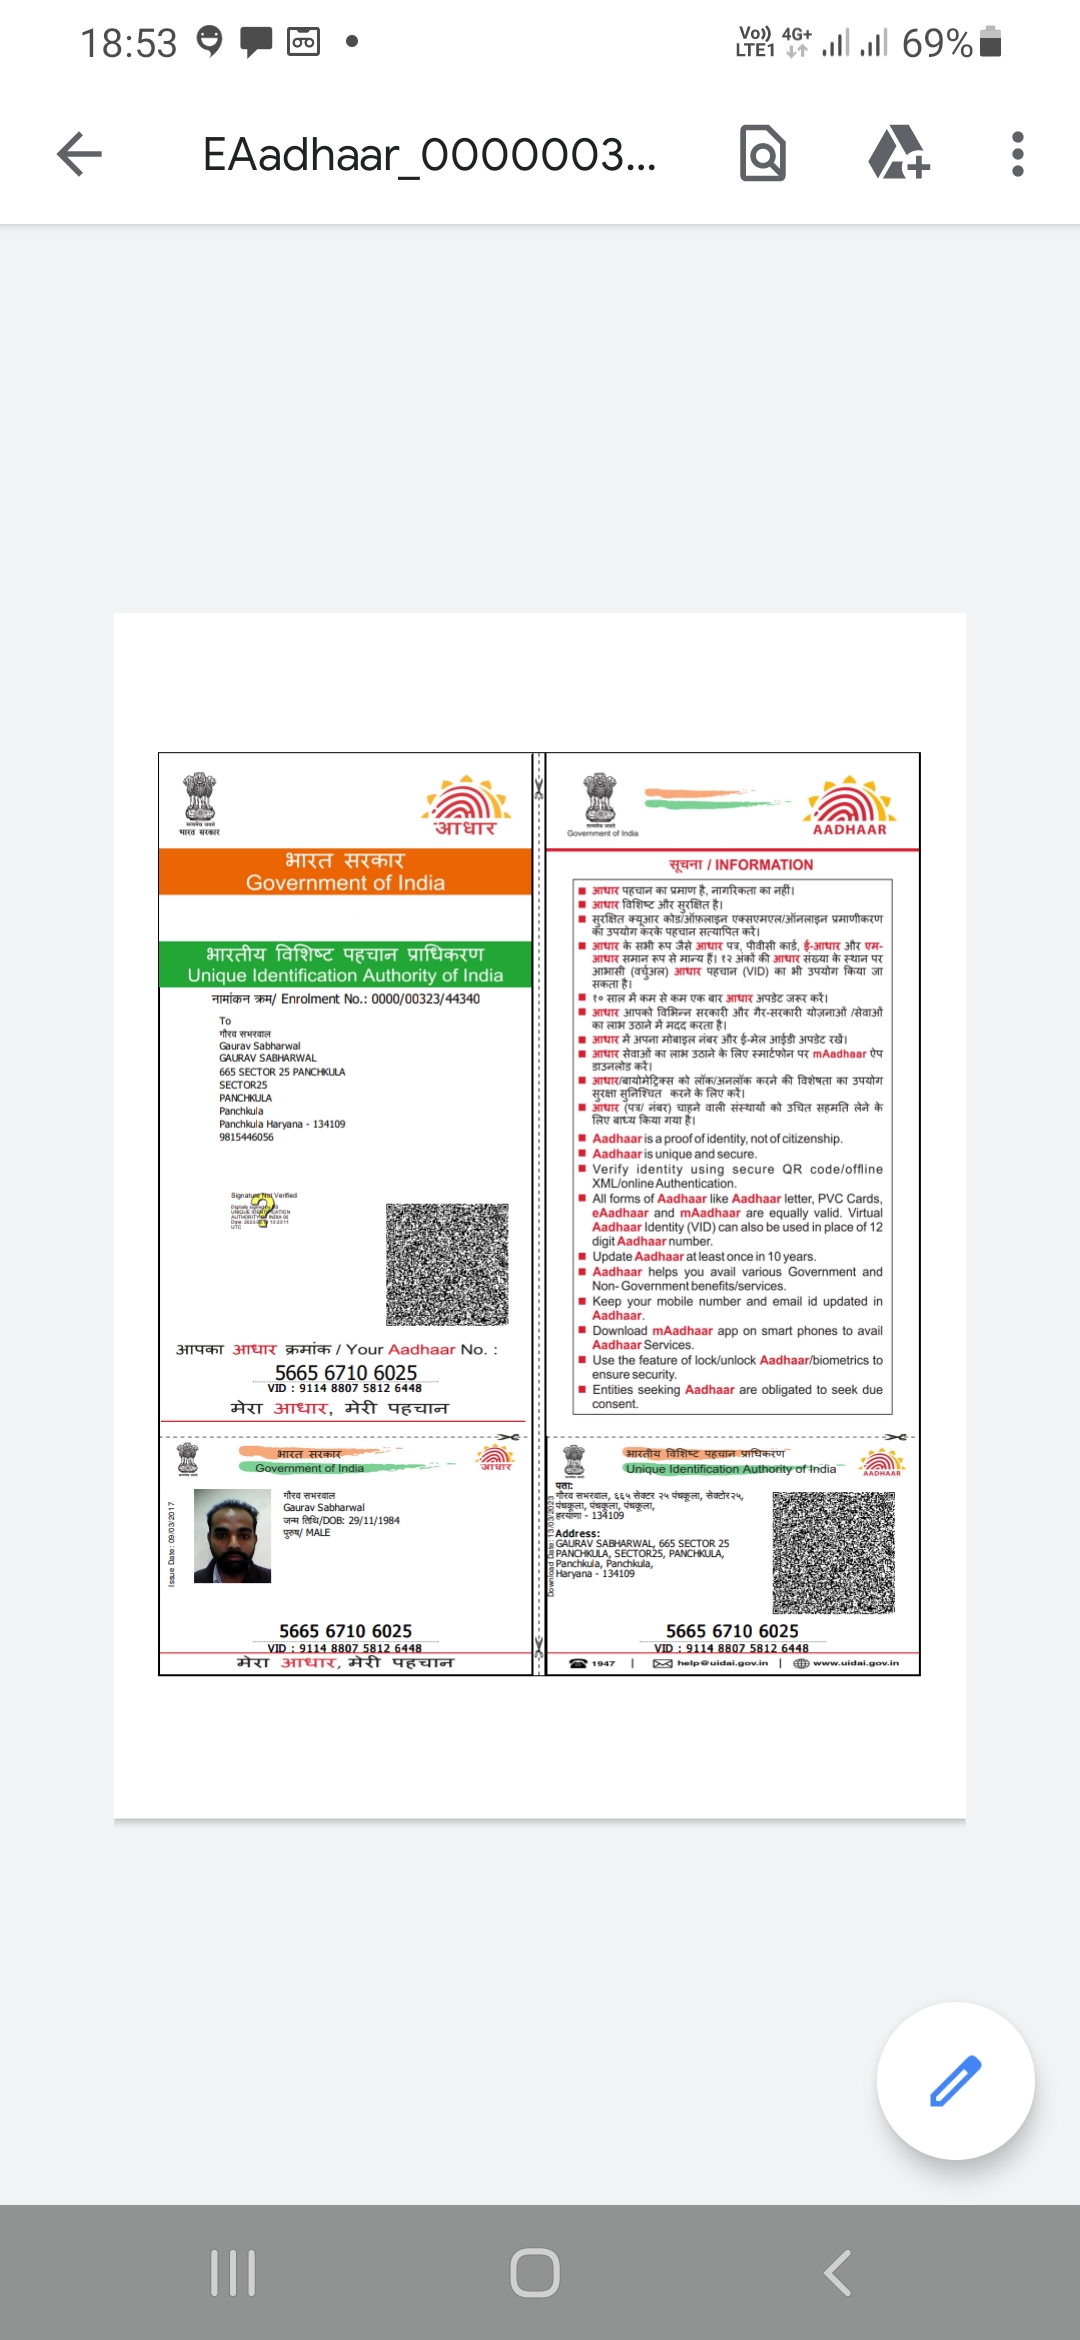 18:53
Vo)) LTE1 4G+ 69%
EAadhaar_0000003...
सत्यमेव जयते
भारत सरकार
आधार
भारत सरकार
Government of India
भारतीय विशिष्ट पहचान प्राधिकरण
Unique Identification Authority of India
नामांकन क्रम/ Enrolment No.: 0000/00323/44340
To
गौरव सभरवाल
Gaurav Sabharwal
GAURAV SABHARWAL
665 SECTOR 25 PANCHKULA
SECTOR25
PANCHKULA
Panchkula
Panchkula Haryana - 134109
9815446056
Signature Not Verified
आपका आधार क्रमांक / Your Aadhaar No. :
5665 6710 6025
VID : 9114 8807 5812 6448
मेरा आधार, मेरी पहचान
Government of India
AADHAAR
सूचना / INFORMATION
आधार पहचान का प्रमाण है, नागरिकता का नहीं।
आधार विशिष्ट और सुरक्षित है।
सुरक्षित क्यूआर कोड/ऑफ़लाइन एक्सएमएल/ऑनलाइन प्रमाणीकरण
का उपयोग करके पहचान सत्यापित करें।
आधार के सभी रूप जैसे आधार पत्र, पीवीसी कार्ड, ई-आधार और एम-
आधार समान रूप से मान्य हैं। १२ अंकों की आधार संख्या के स्थान पर
आभासी (वर्चुअल) आधार पहचान (VID) का भी उपयोग किया जा
सकता है।
१० साल में कम से कम एक बार आधार अपडेट जरूर करें।
आधार आपको विभिन्न सरकारी और गैर-सरकारी योजनाओं /सेवाओं
का लाभ उठाने में मदद करता है।
आधार में अपना मोबाइल नंबर और ई-मेल आईडी अपडेट रखें।
आधार सेवाओं का लाभ उठाने के लिए स्मार्टफोन पर mAadhaar ऐप
डाउनलोड करें।
आधार/बायोमेट्रिक्स को लॉक/अनलॉक करने की विशेषता का उपयोग
सुरक्षा सुनिश्चित करने के लिए करें।
आधार (पत्र/ नंबर) चाहने वाली संस्थायों को उचित सहमति लेने के
लिए बाध्य किया गया है।
Aadhaar is a proof of identity, not of citizenship.
Aadhaar is unique and secure.
Verify identity using secure QR code/offline
XML/online Authentication.
All forms of Aadhaar like Aadhaar letter, PVC Cards,
eAadhaar and mAadhaar are equally valid. Virtual
Aadhaar Identity (VID) can also be used in place of 12
digit Aadhaar number.
Update Aadhaar at least once in 10 years.
Aadhaar helps you avail various Government and
Non- Government benefits/services.
Keep your mobile number and email id updated in
Aadhaar.
Download mAadhaar app on smart phones to avail
Aadhaar Services.
Use the feature of lock/unlock Aadhaar/biometrics to
ensure security.
Entities seeking Aadhaar are obligated to seek due
consent.
भारत सरकार
Government of India
आधार
Issue Date: 09/03/2017
गौरव सभरवाल
Gaurav Sabharwal
जन्म तिथि/DOB: 29/11/1984
पुरुष/ MALE
5665 6710 6025
VID : 9114 8807 5812 6448
मेरा आधार, मेरी पहचान
भारतीय विशिष्ट पहचान प्राधिकरण
Unique Identification Authority of India
AADHAAR
Download Date: 13/03/2023
पता:
गौरव सभरवाल, ६६५ सेक्टर २५ पंचकूला, सेक्टोर२५,
पंचकूला, पंचकूला, पंचकूला,
हरयाणा - 134109
Address:
GAURAV SABHARWAL, 665 SECTOR 25
PANCHKULA, SECTOR25, PANCHKULA,
Panchkula, Panchkula,
Haryana - 134109
5665 6710 6025
VID : 9114 8807 5812 6448
1947 | help@uidai.gov.in | www.uidai.gov.in